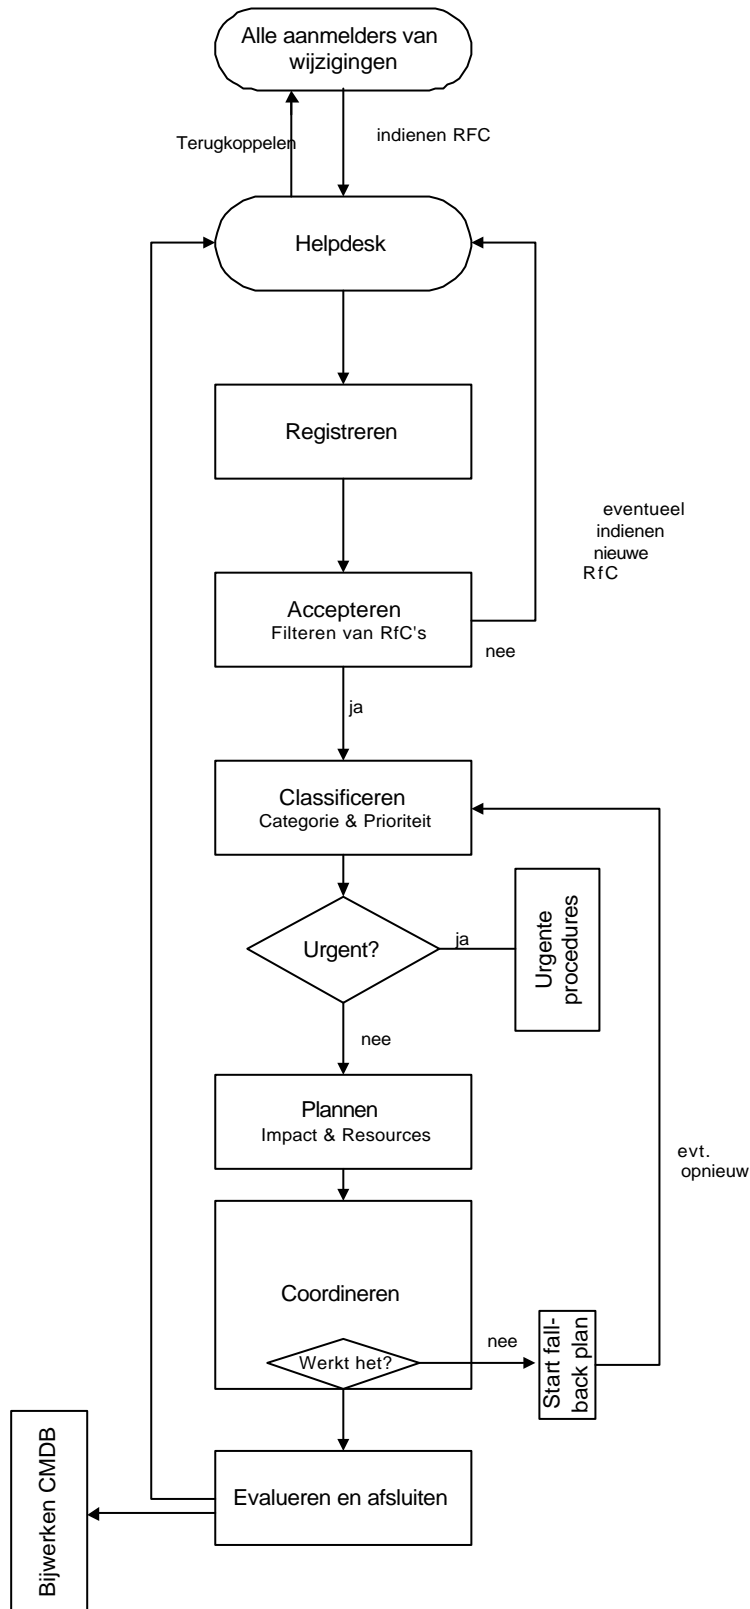 Alle aanmelders van
wijzigingen
Terugkoppelen
indienen RFC
Helpdesk
Registreren
eventueel
indienen
nieuwe
RfC
Accepteren
Filteren van RfC's
nee
ja
Classificeren
Categorie & Prioriteit
Urgent?
ja
Urgente
procedures
nee
Plannen
Impact & Resources
evt.
opnieuw
Coordineren
Werkt het?
nee
Start fall-
back plan
Evalueren en afsluiten
Bijwerken CMDB